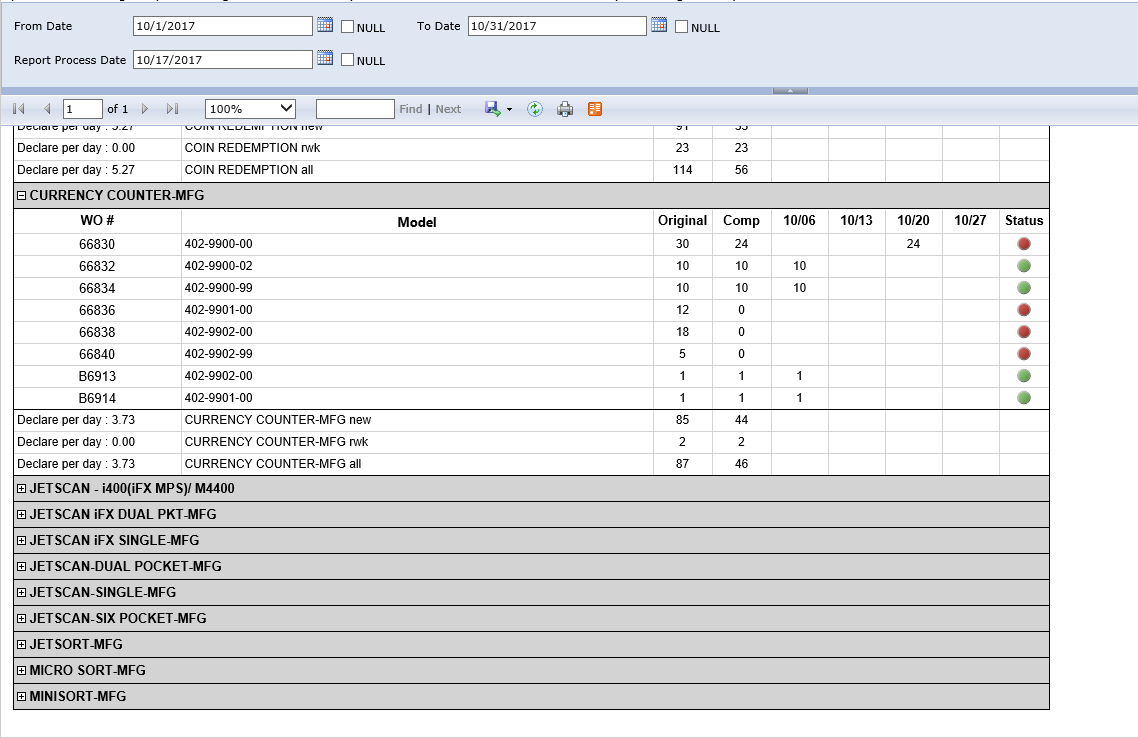 From Date 10/1/2017 NULL To Date 10/31/2017 NULL
Report Process Date 10/17/2017 NULL
1 of 1 100% Find | Next
Declare per day : 5.27 COIN REDEMPTION new 91 33
Declare per day : 0.00 COIN REDEMPTION rwk 23 23
Declare per day : 5.27 COIN REDEMPTION all 114 56
CURRENCY COUNTER-MFG
WO # Model Original Comp 10/06 10/13 10/20 10/27 Status
66830 402-9900-00 30 24 24
66832 402-9900-02 10 10 10
66834 402-9900-99 10 10 10
66836 402-9901-00 12 0
66838 402-9902-00 18 0
66840 402-9902-99 5 0
B6913 402-9902-00 1 1 1
B6914 402-9901-00 1 1 1
Declare per day : 3.73 CURRENCY COUNTER-MFG new 85 44
Declare per day : 0.00 CURRENCY COUNTER-MFG rwk 2 2
Declare per day : 3.73 CURRENCY COUNTER-MFG all 87 46
JETSCAN - i400(iFX MPS)/ M4400
JETSCAN iFX DUAL PKT-MFG
JETSCAN iFX SINGLE-MFG
JETSCAN-DUAL POCKET-MFG
JETSCAN-SINGLE-MFG
JETSCAN-SIX POCKET-MFG
JETSORT-MFG
MICRO SORT-MFG
MINISORT-MFG